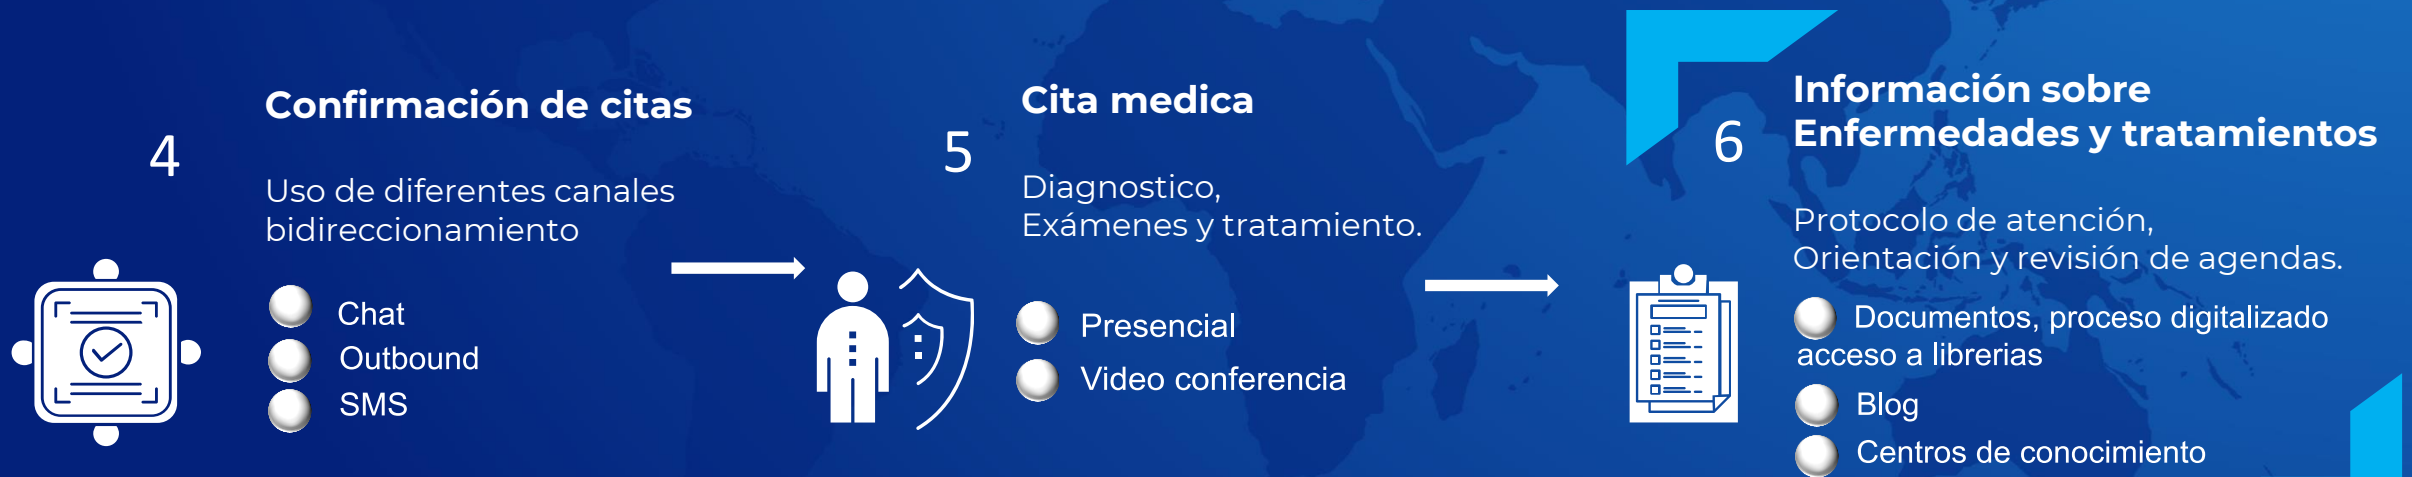 4
Confirmación de citas
Uso de diferentes canales
bidireccionamiento
Chat
Outbound
SMS
5
Cita medica
Diagnostico,
Exámenes y tratamiento.
Presencial
Video conferencia
6
Información sobre
Enfermedades y tratamientos
Protocolo de atención,
Orientación y revisión de agendas.
Documentos, proceso digitalizado
acceso a librerias
Blog
Centros de conocimiento